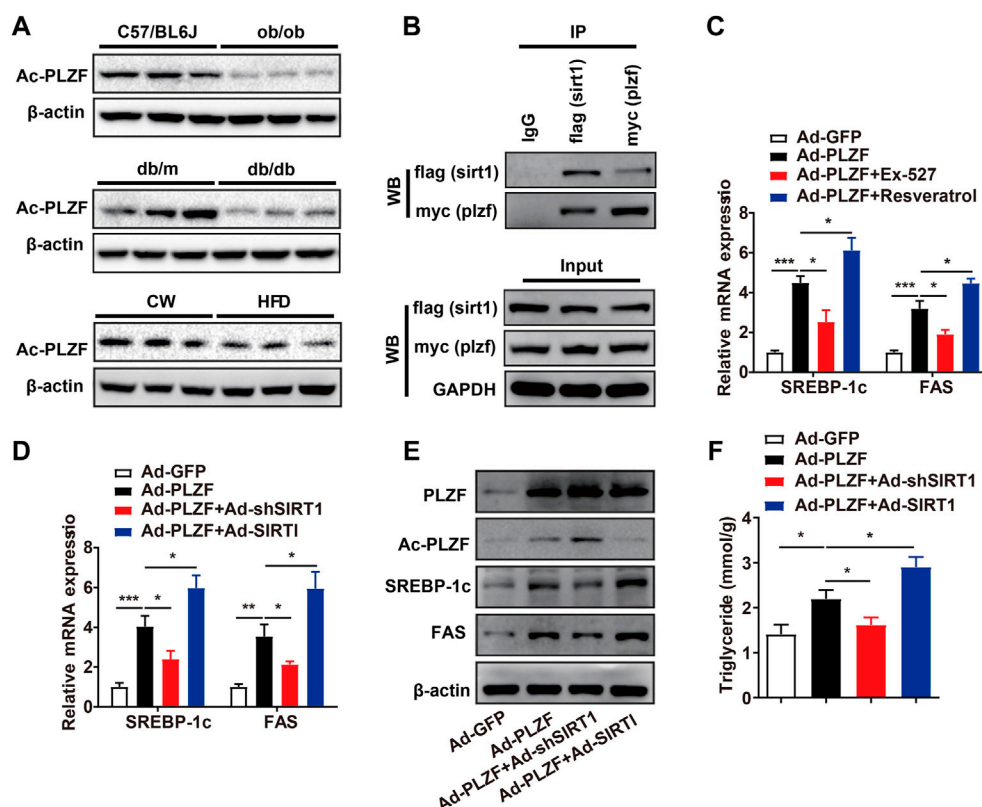 A
C57/BL6J ob/ob
Ac-PLZF
β-actin
db/m db/db
Ac-PLZF
β-actin
CW HFD
Ac-PLZF
β-actin
B
IP
IgG
flag (sirt1)
myc (plzf)
WB
flag (sirt1)
myc (plzf)
Input
WB
flag (sirt1)
myc (plzf)
GAPDH
C
Ad-GFP
Ad-PLZF
Ad-PLZF+Ex-527
Ad-PLZF+Resveratrol
Relative mRNA expressio
8
6
4
2
0
*
*** *
*
*** *
SREBP-1c FAS
D
Ad-GFP
Ad-PLZF
Ad-PLZF+Ad-shSIRT1
Ad-PLZF+Ad-SIRTI
Relative mRNA expressio
8
6
4
2
0
*
*** *
*
** *
SREBP-1c FAS
E
PLZF
Ac-PLZF
SREBP-1c
FAS
β-actin
Ad-GFP
Ad-PLZF
Ad-PLZF+Ad-shSIRT1
Ad-PLZF+Ad-SIRTI
F
Ad-GFP
Ad-PLZF
Ad-PLZF+Ad-shSIRT1
Ad-PLZF+Ad-SIRT1
Triglyceride (mmol/g)
4
3
2
1
0
* *
*